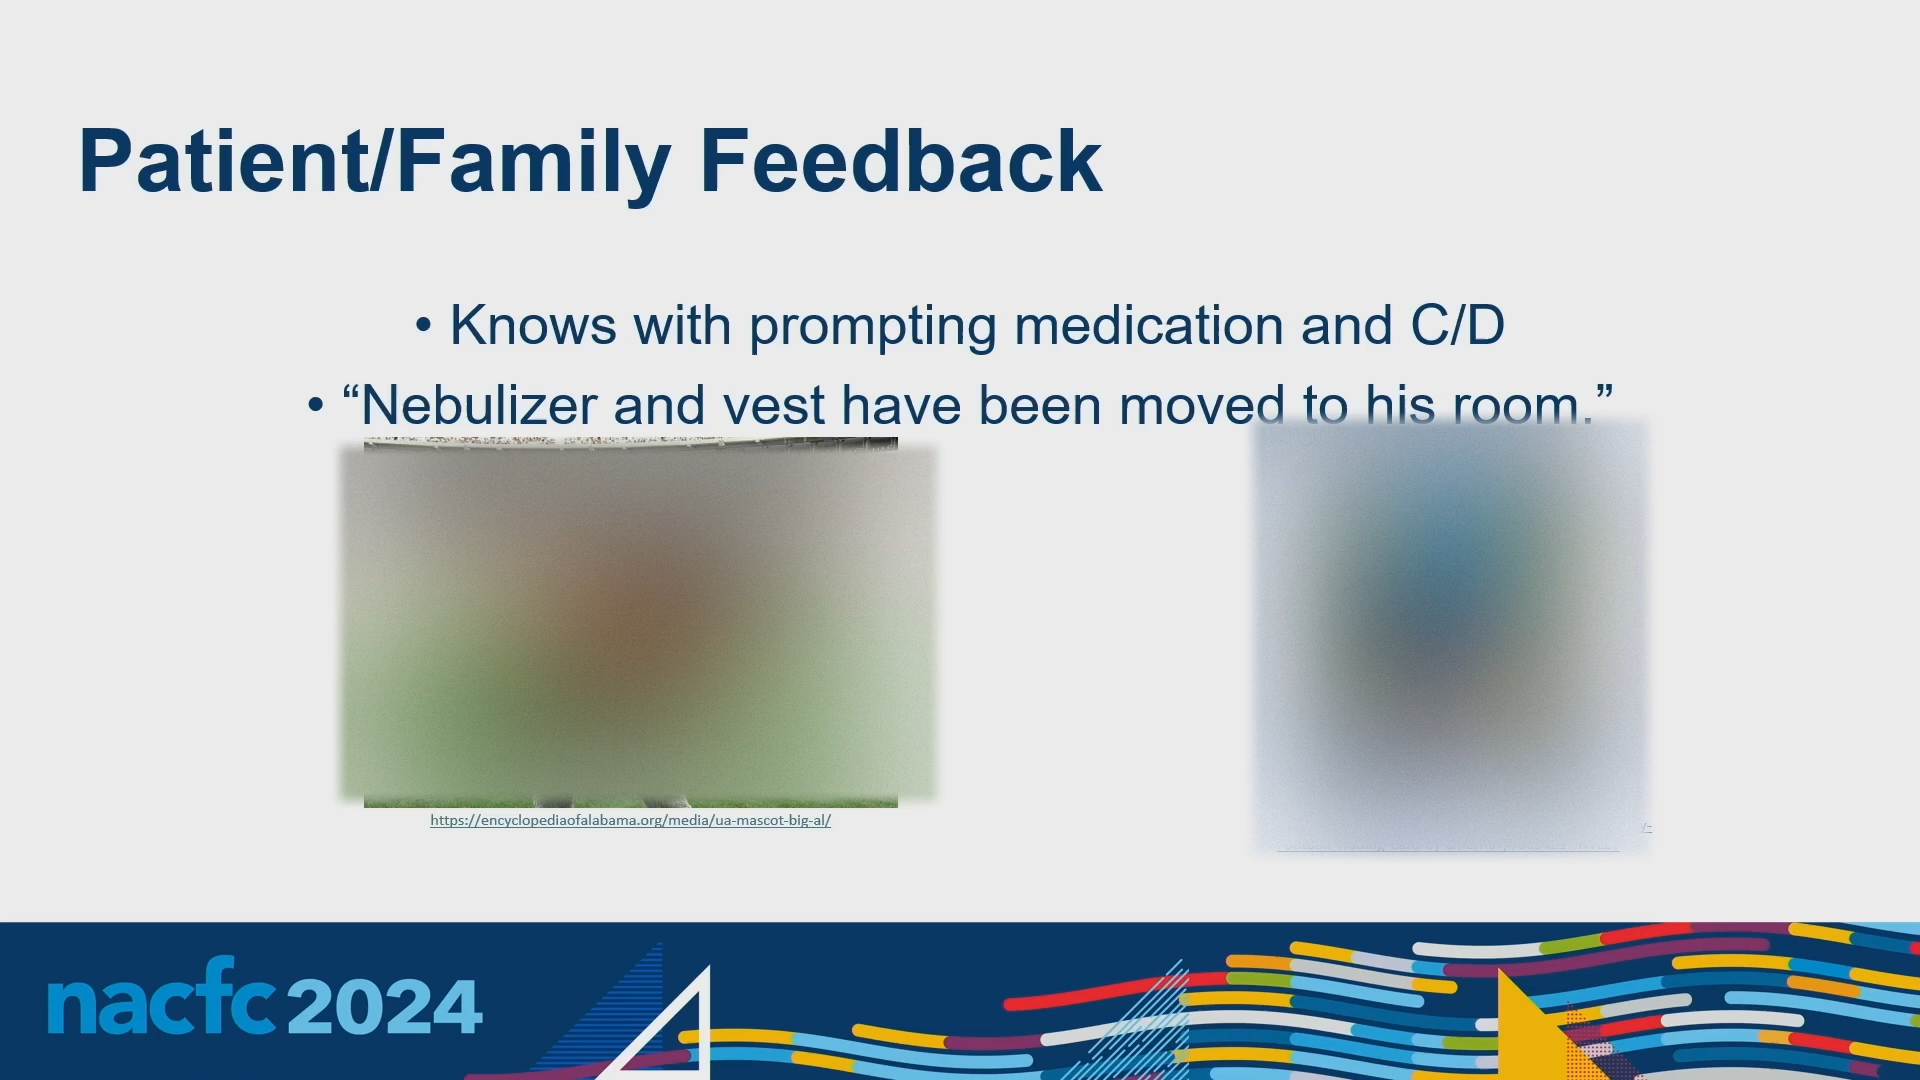 Patient/Family Feedback
• Knows with prompting medication and C/D
• “Nebulizer and vest have been moved to his room.”
https://encyclopediaofalabama.org/media/ua-mascot-big-al/
nacfc 2024